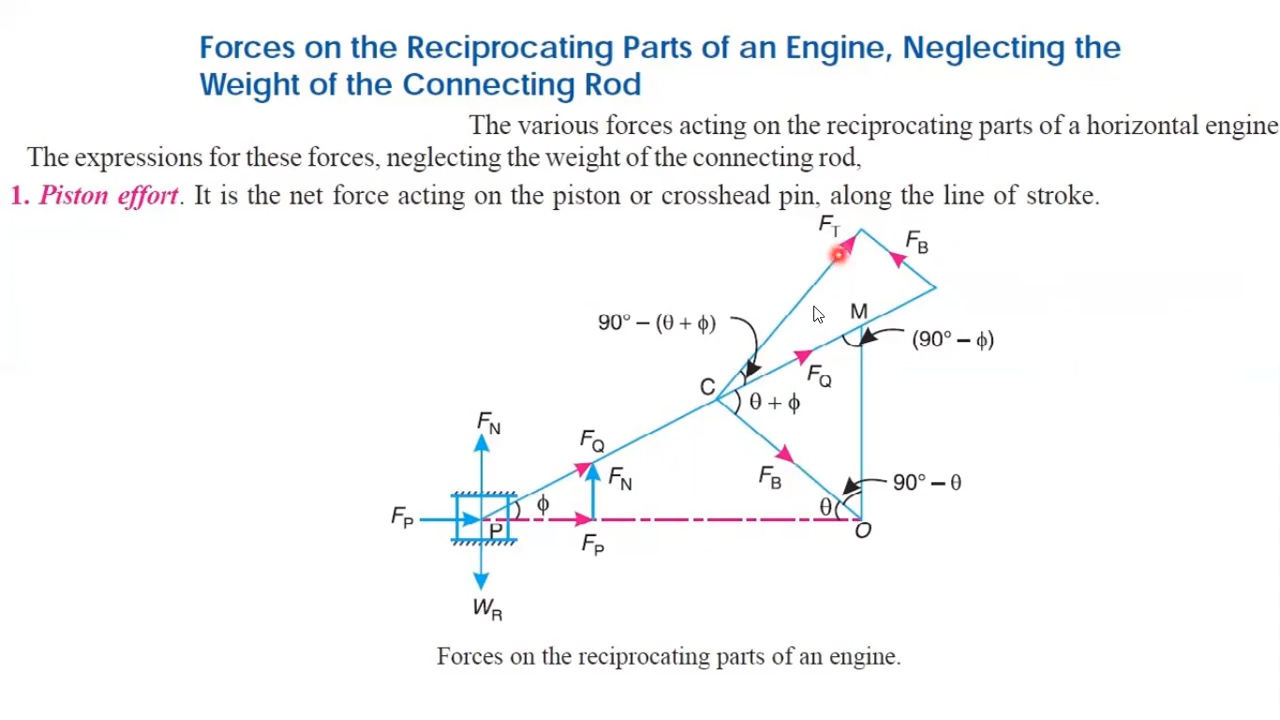 Forces on the Reciprocating Parts of an Engine, Neglecting the
Weight of the Connecting Rod
The various forces acting on the reciprocating parts of a horizontal engine
The expressions for these forces, neglecting the weight of the connecting rod,
1. Piston effort. It is the net force acting on the piston or crosshead pin, along the line of stroke.
FT
FB
90° – (θ + ϕ)
M
(90° – ϕ)
FQ
C
θ + ϕ
FN
FQ
FN
FB
90° – θ
ϕ
θ
FP
P
O
FP
WR
Forces on the reciprocating parts of an engine.